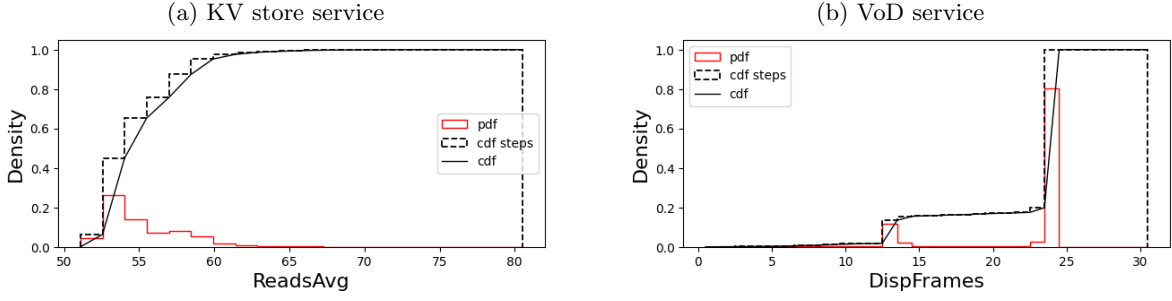 (a) KV store service
(b) VoD service
1.0
0.8
0.6
0.4
0.2
0.0
Density
pdf
cdf steps
cdf
50
55
60
65
70
75
80
ReadsAvg
1.0
0.8
0.6
0.4
0.2
0.0
Density
pdf
cdf steps
cdf
0
5
10
15
20
25
30
DispFrames